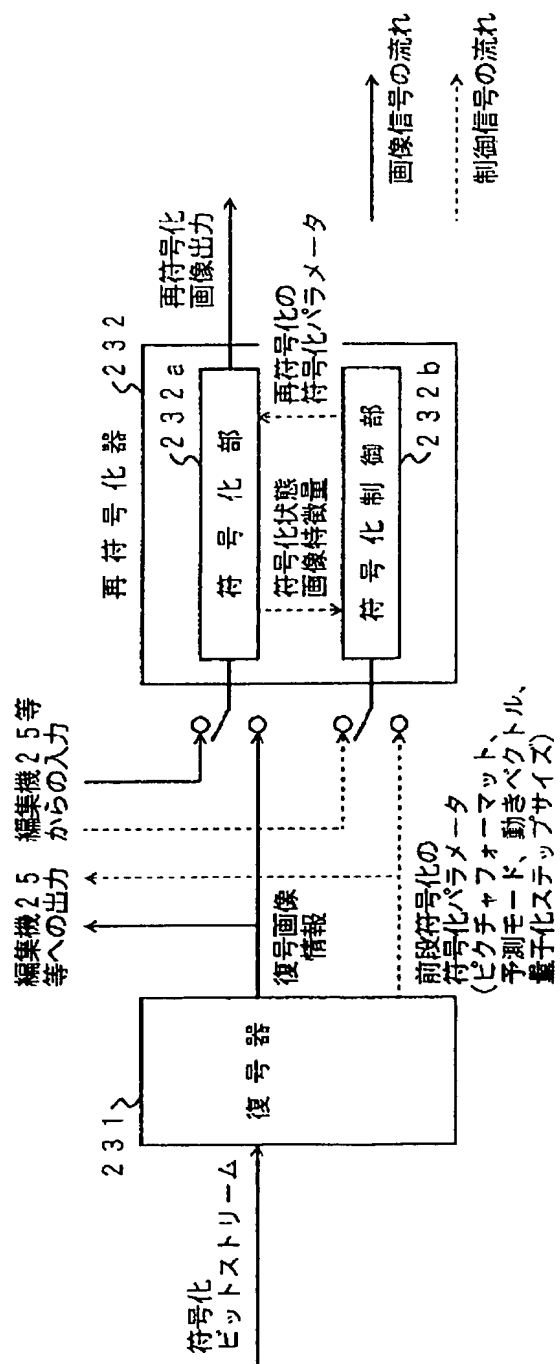 符号化
ビットストリーム
231
復号器
編集機25
等への出力
編集機25等
からの入力
復号画像
情報
前段符号化の
符号化パラメータ
(ピクチャフォーマット、
予測モード、動きベクトル、
量子化ステップサイズ)
再符号化器
232
232a
符号化部
符号化状態
画像特徴量
再符号化の
符号化パラメータ
符号化制御部
232b
再符号化
画像出力
画像信号の流れ
制御信号の流れ